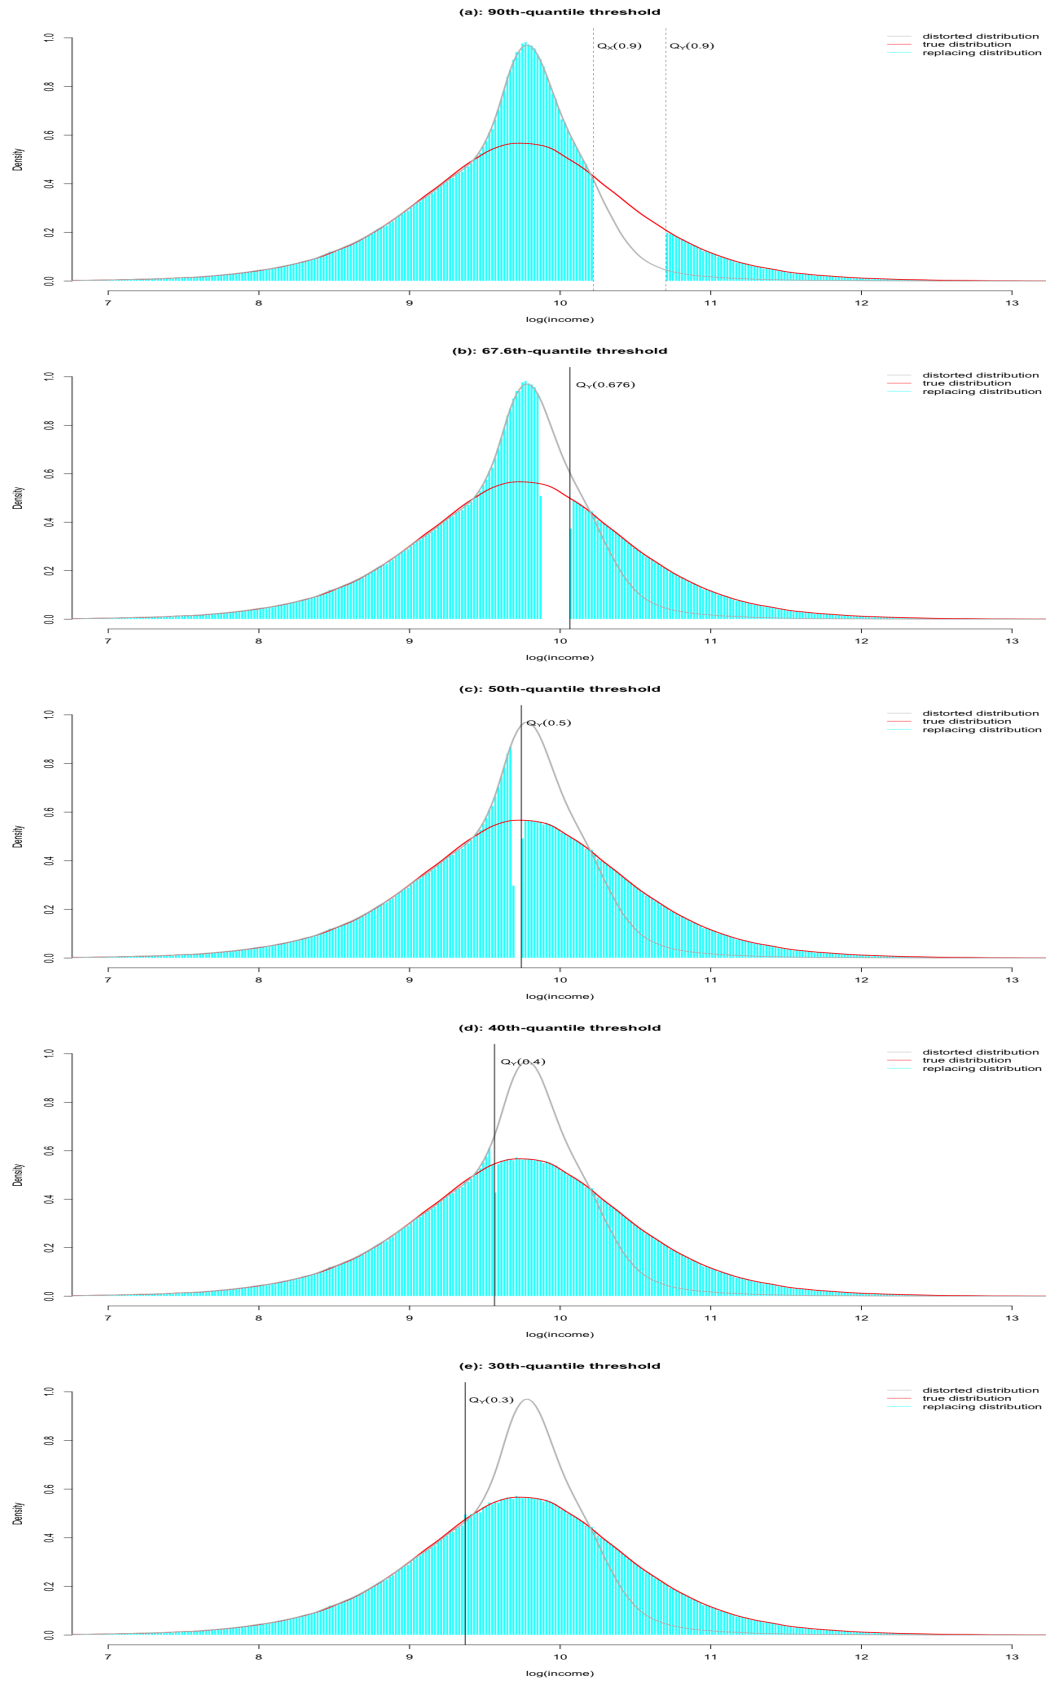 (a): 90th-quantile threshold
Qₓ(0.9)
Qᵧ(0.9)
distorted distribution
true distribution
replacing distribution
Density
0.0 0.2 0.4 0.6 0.8 1.0
7 8 9 10 11 12 13
log(income)
(b): 67.6th-quantile threshold
Qᵧ(0.676)
distorted distribution
true distribution
replacing distribution
Density
0.0 0.2 0.4 0.6 0.8 1.0
7 8 9 10 11 12 13
log(income)
(c): 50th-quantile threshold
Qᵧ(0.5)
distorted distribution
true distribution
replacing distribution
Density
0.0 0.2 0.4 0.6 0.8 1.0
7 8 9 10 11 12 13
log(income)
(d): 40th-quantile threshold
Qᵧ(0.4)
distorted distribution
true distribution
replacing distribution
Density
0.0 0.2 0.4 0.6 0.8 1.0
7 8 9 10 11 12 13
log(income)
(e): 30th-quantile threshold
Qᵧ(0.3)
distorted distribution
true distribution
replacing distribution
Density
0.0 0.2 0.4 0.6 0.8 1.0
7 8 9 10 11 12 13
log(income)